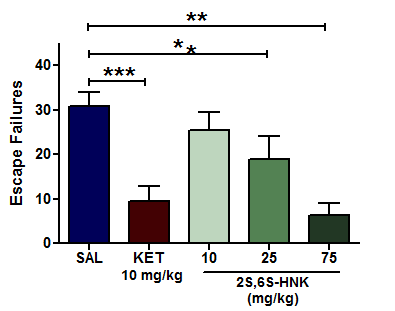 **
* *
***
Escape Failures
40
30
20
10
0
SAL KET 10 25 75
10 mg/kg
2S,6S-HNK
(mg/kg)